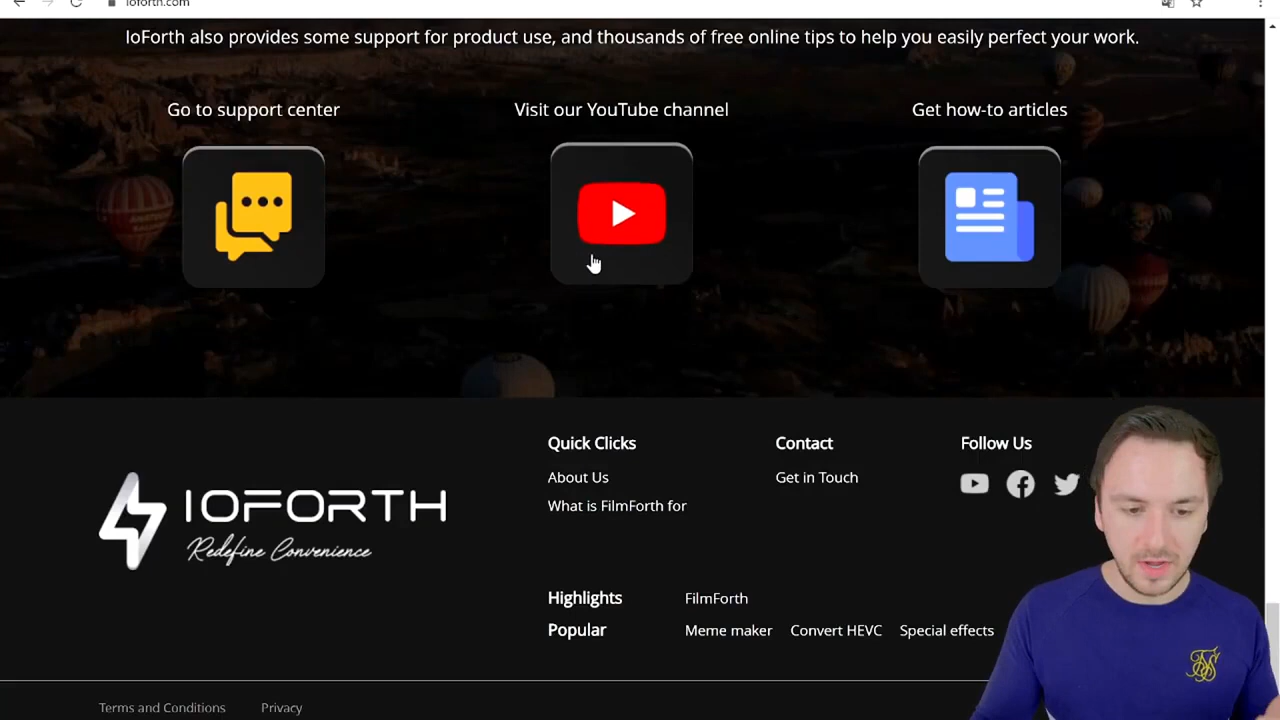 ioforth.com
IoForth also provides some support for product use, and thousands of free online tips to help you easily perfect your work.
Go to support center
Visit our YouTube channel
Get how-to articles
IOFORTH
Redefine Convenience
Quick Clicks
About Us
What is FilmForth for
Contact
Get in Touch
Follow Us
Highlights
FilmForth
Popular
Meme maker
Convert HEVC
Special effects
Terms and Conditions
Privacy